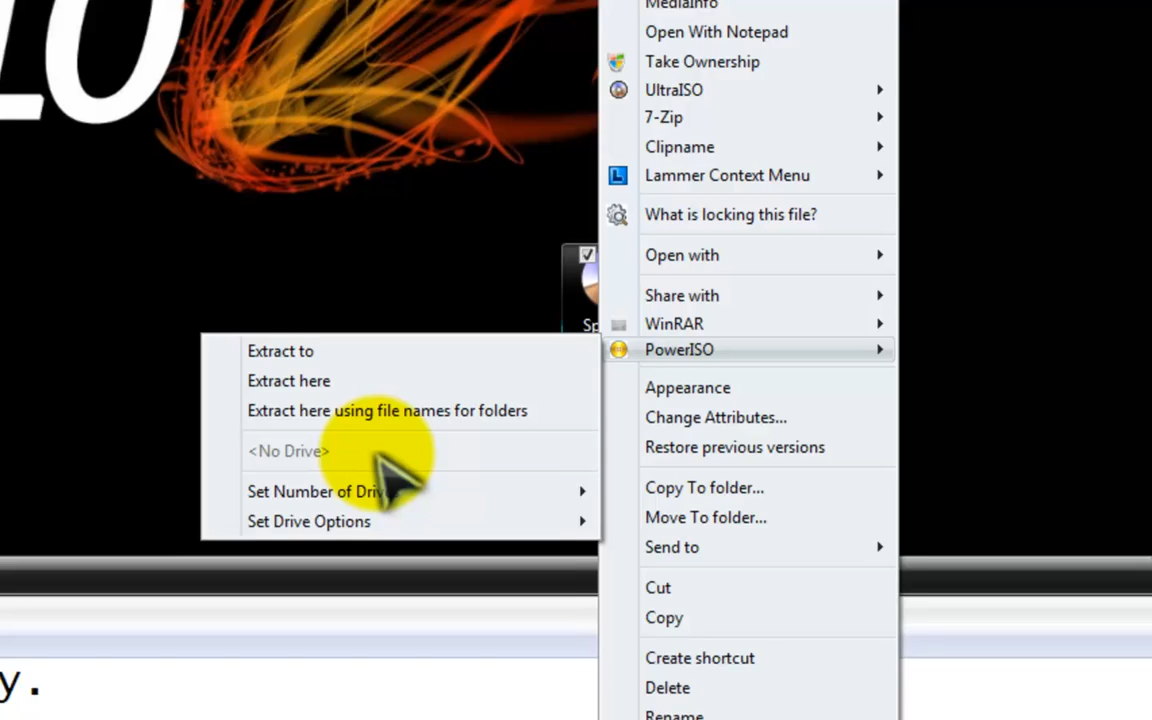 10
MediaInfo
Open With Notepad
Take Ownership
UltraISO
7-Zip
Clipname
Lammer Context Menu
What is locking this file?
Open with
Share with
WinRAR
PowerISO
Appearance
Change Attributes...
Restore previous versions
Copy To folder...
Move To folder...
Send to
Cut
Copy
Create shortcut
Delete
Rename
Sp
Extract to
Extract here
Extract here using file names for folders
<No Drive>
Set Number of Drives
Set Drive Options
y.